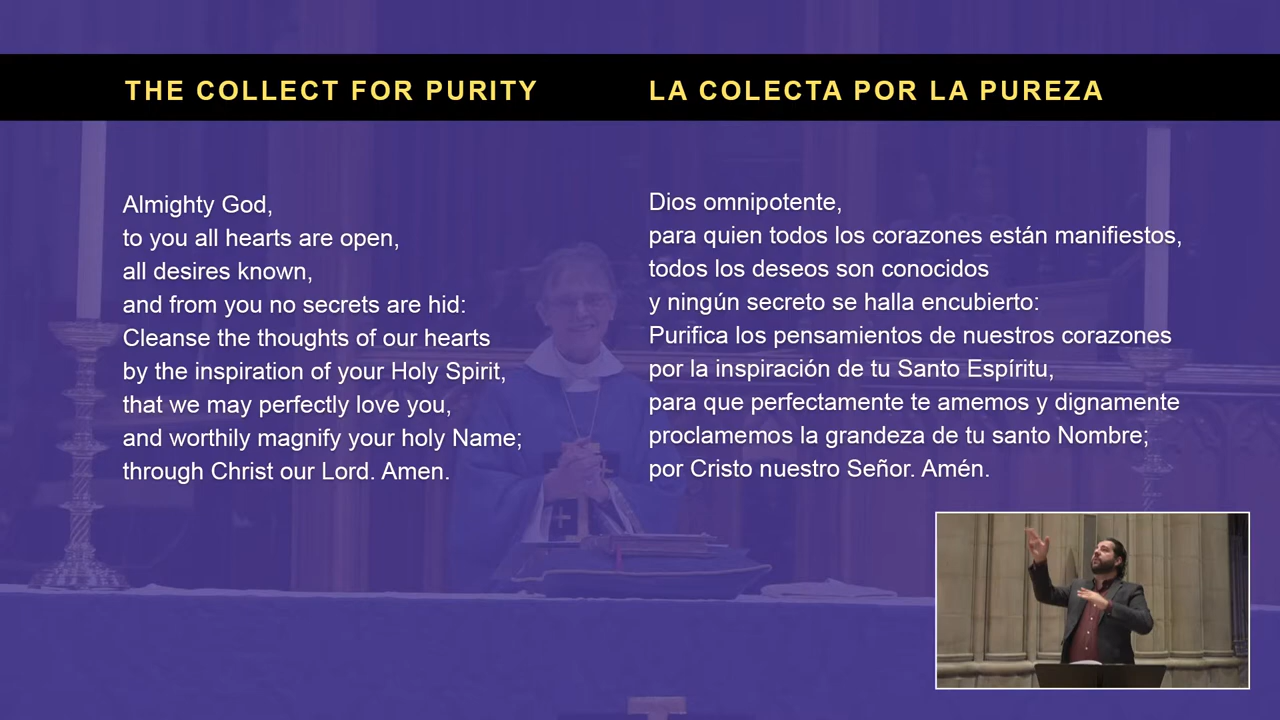 THE COLLECT FOR PURITY
Almighty God,
to you all hearts are open,
all desires known,
and from you no secrets are hid:
Cleanse the thoughts of our hearts
by the inspiration of your Holy Spirit,
that we may perfectly love you,
and worthily magnify your holy Name;
through Christ our Lord. Amen.
LA COLECTA POR LA PUREZA
Dios omnipotente,
para quien todos los corazones están manifiestos,
todos los deseos son conocidos
y ningún secreto se halla encubierto:
Purifica los pensamientos de nuestros corazones
por la inspiración de tu Santo Espíritu,
para que perfectamente te amemos y dignamente
proclamemos la grandeza de tu santo Nombre;
por Cristo nuestro Señor. Amén.